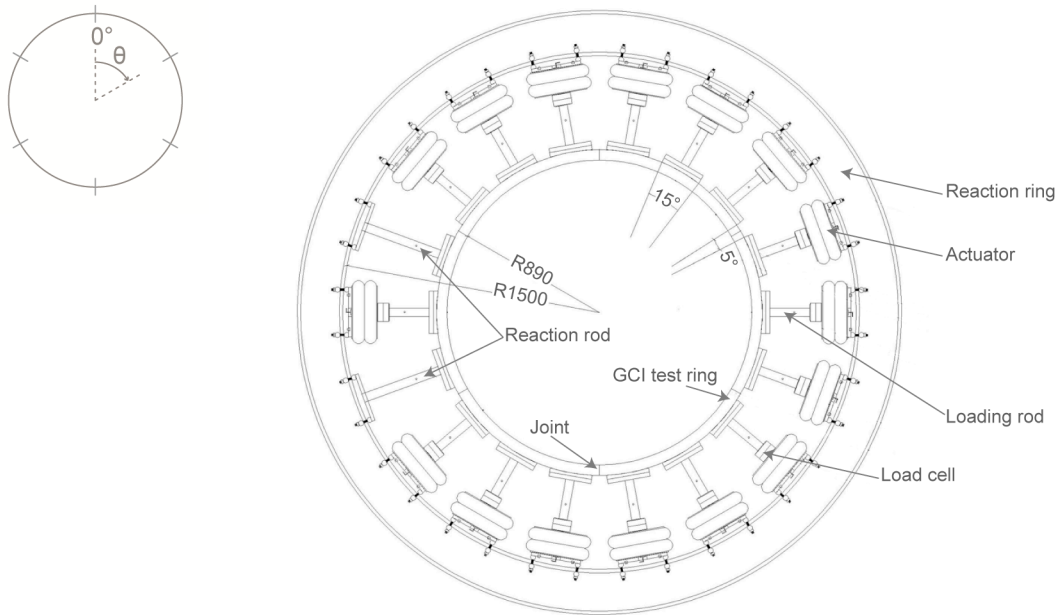 0°
θ
15°
5°
R890
R1500
Reaction ring
Actuator
Reaction rod
GCI test ring
Loading rod
Joint
Load cell